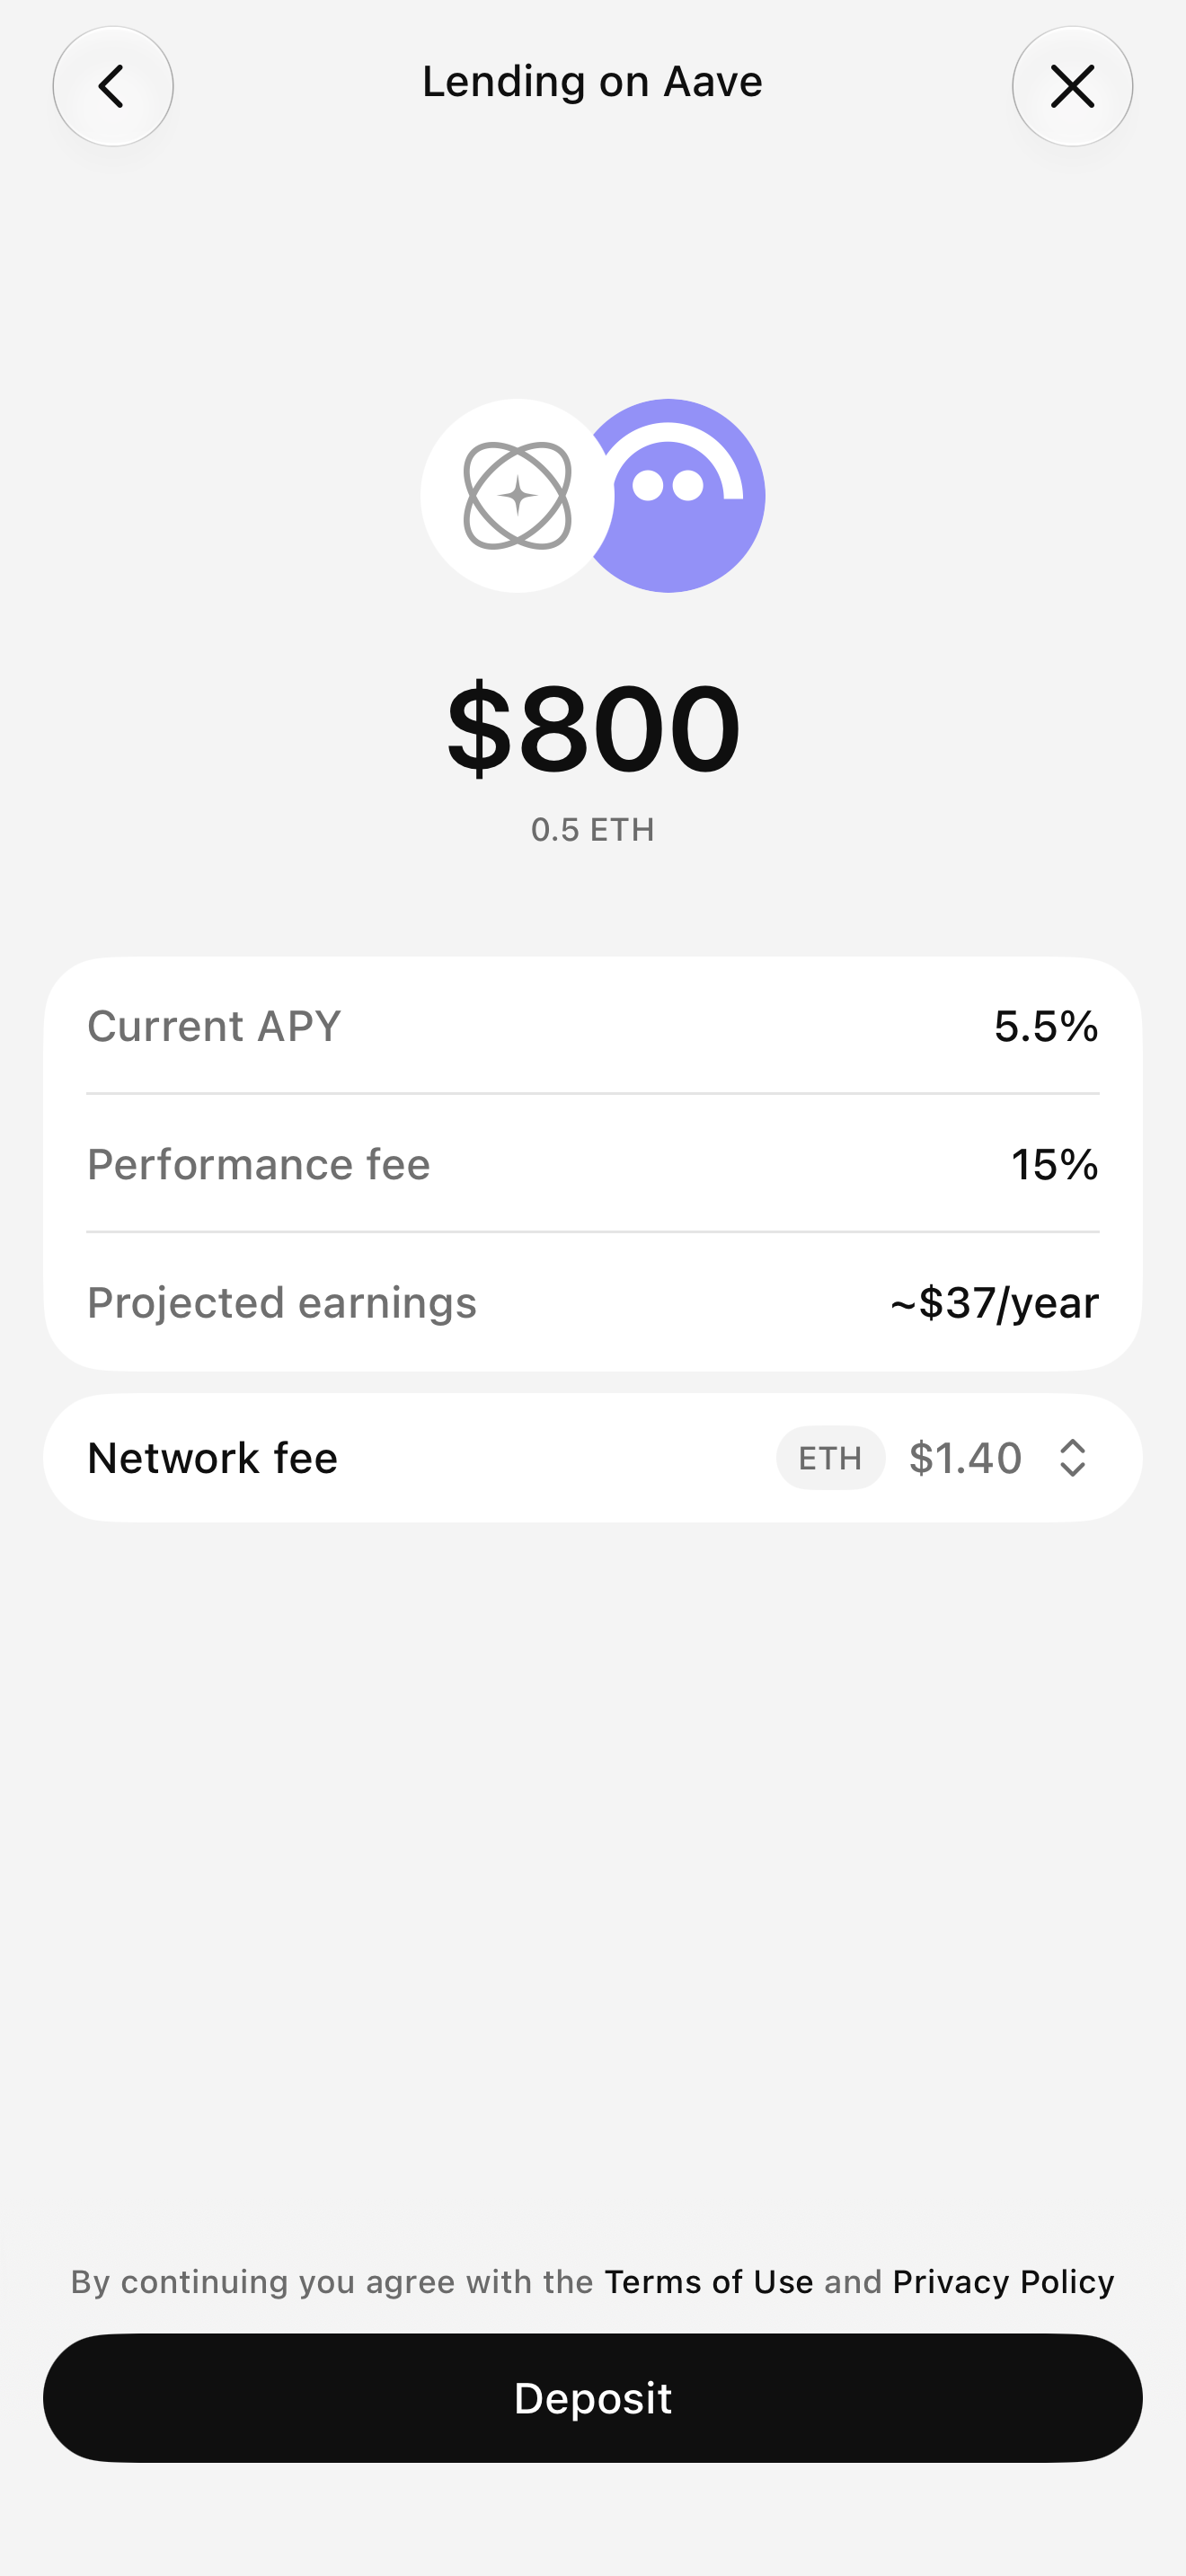 Lending on Aave
$800
0.5 ETH
Current APY 5.5%
Performance fee 15%
Projected earnings ~$37/year
Network fee ETH $1.40
By continuing you agree with the Terms of Use and Privacy Policy
Deposit